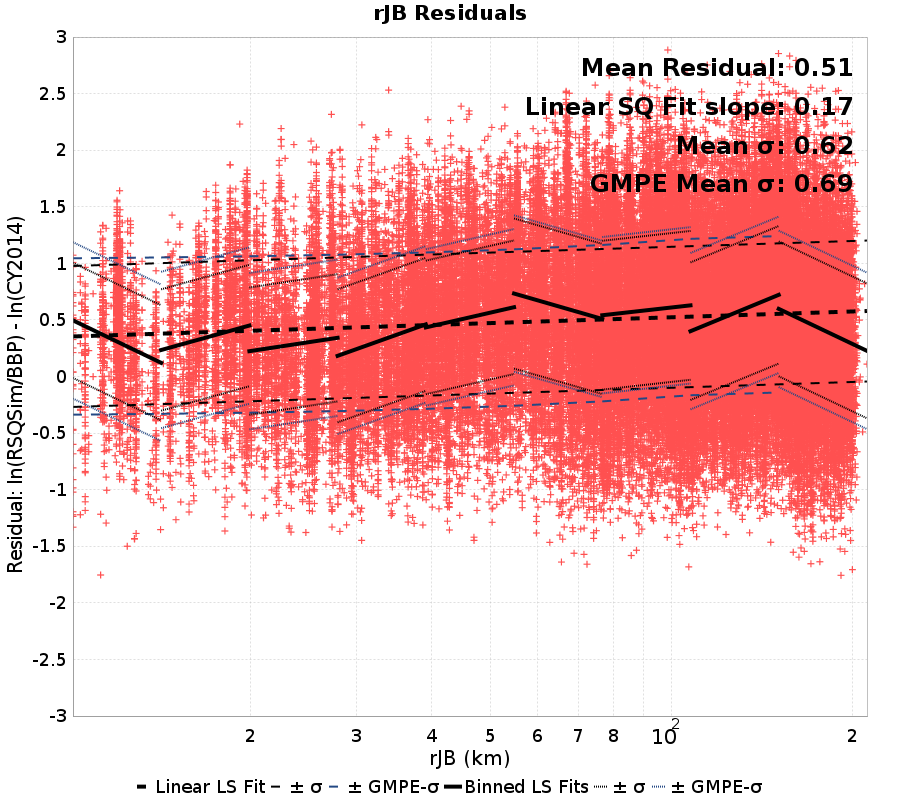 rJB Residuals
Mean Residual: 0.51
Linear SQ Fit slope: 0.17
Mean σ: 0.62
GMPE Mean σ: 0.69
Residual: ln(RSQSim/BBP) - ln(CY2014)
3
2.5
2
1.5
1
0.5
0
-0.5
-1
-1.5
-2
-2.5
-3
2 3 4 5 6 7 8 10² 2
rJB (km)
Linear LS Fit ± σ ± GMPE-σ Binned LS Fits ± σ ± GMPE-σ